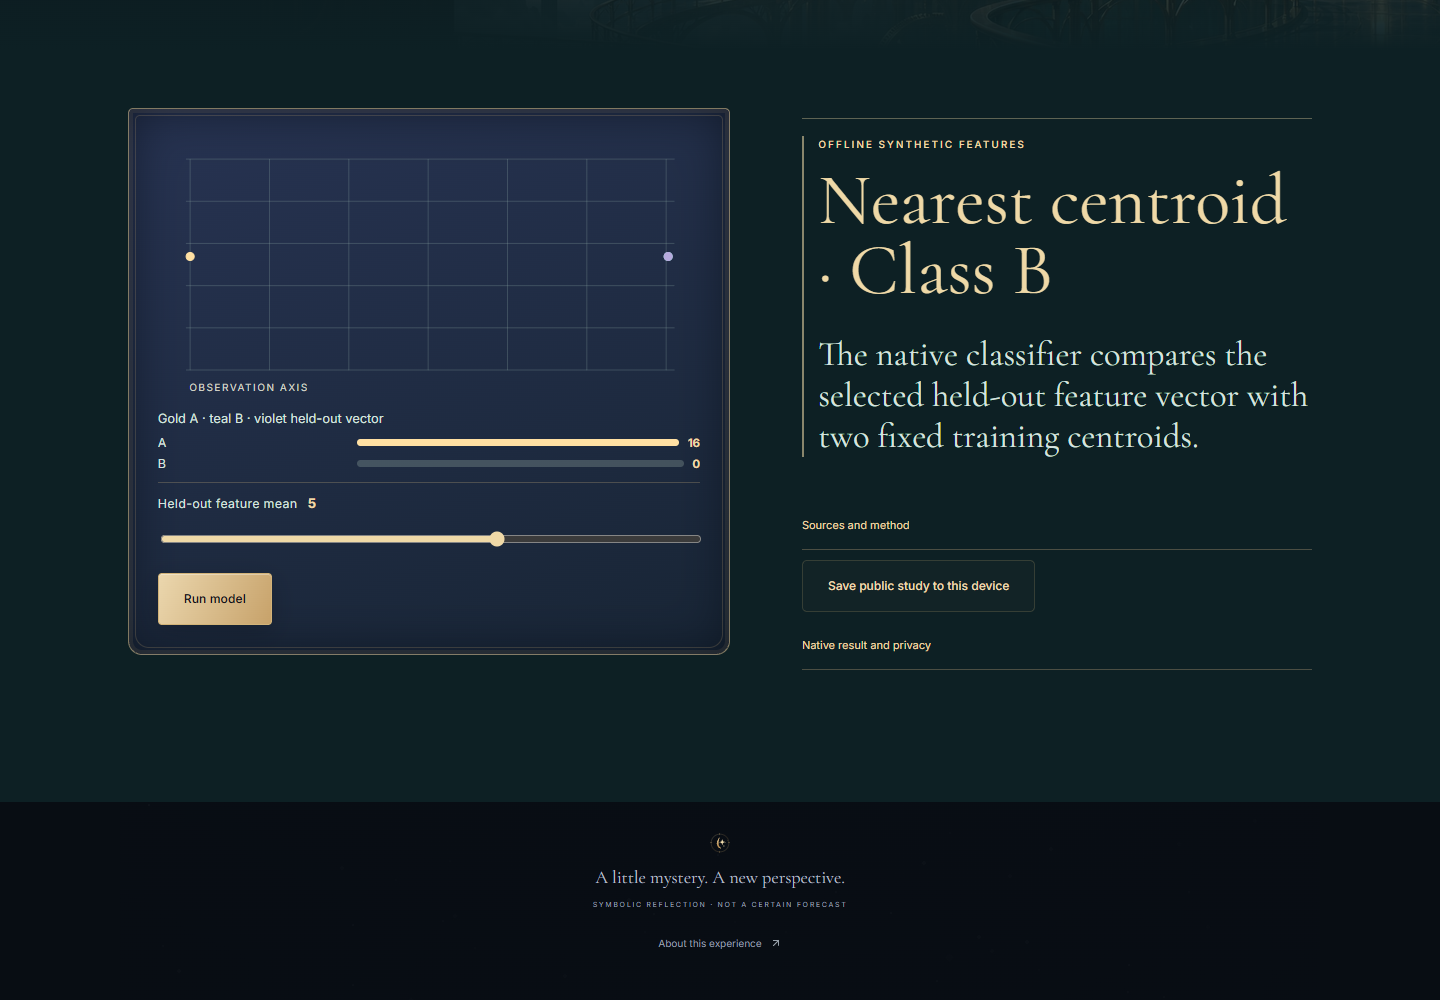 OBSERVATION AXIS
Gold A · teal B · violet held-out vector
A 16
B 0
Held-out feature mean 5
Run model
OFFLINE SYNTHETIC FEATURES
Nearest centroid
· Class B
The native classifier compares the
selected held-out feature vector with
two fixed training centroids.
Sources and method
Save public study to this device
Native result and privacy
A little mystery. A new perspective.
SYMBOLIC REFLECTION · NOT A CERTAIN FORECAST
About this experience